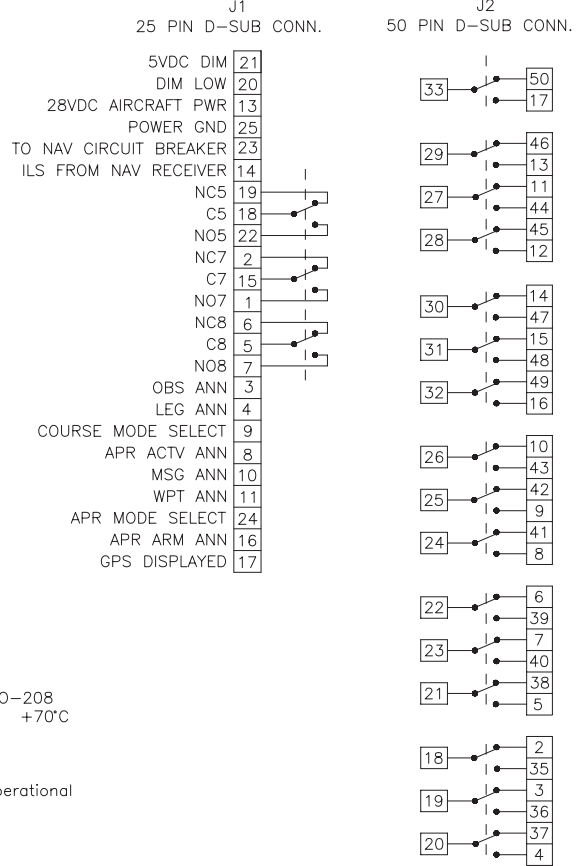 J1
25 PIN D-SUB CONN.
5VDC DIM 21
DIM LOW 20
28VDC AIRCRAFT PWR 13
POWER GND 25
TO NAV CIRCUIT BREAKER 23
ILS FROM NAV RECEIVER 14
NC5 19
C5 18
NO5 22
NC7 2
C7 15
NO7 1
NC8 6
C8 5
NO8 7
OBS ANN 3
LEG ANN 4
COURSE MODE SELECT 9
APR ACTV ANN 8
MSG ANN 10
WPT ANN 11
APR MODE SELECT 24
APR ARM ANN 16
GPS DISPLAYED 17
O-208
+70°C
perational
J2
50 PIN D-SUB CONN.
33 50
17
29 46
13
27 11
44
28 45
12
30 14
47
31 15
48
32 49
16
26 10
43
25 42
9
24 41
8
22 6
39
23 7
40
21 38
5
18 2
35
19 3
36
20 37
4